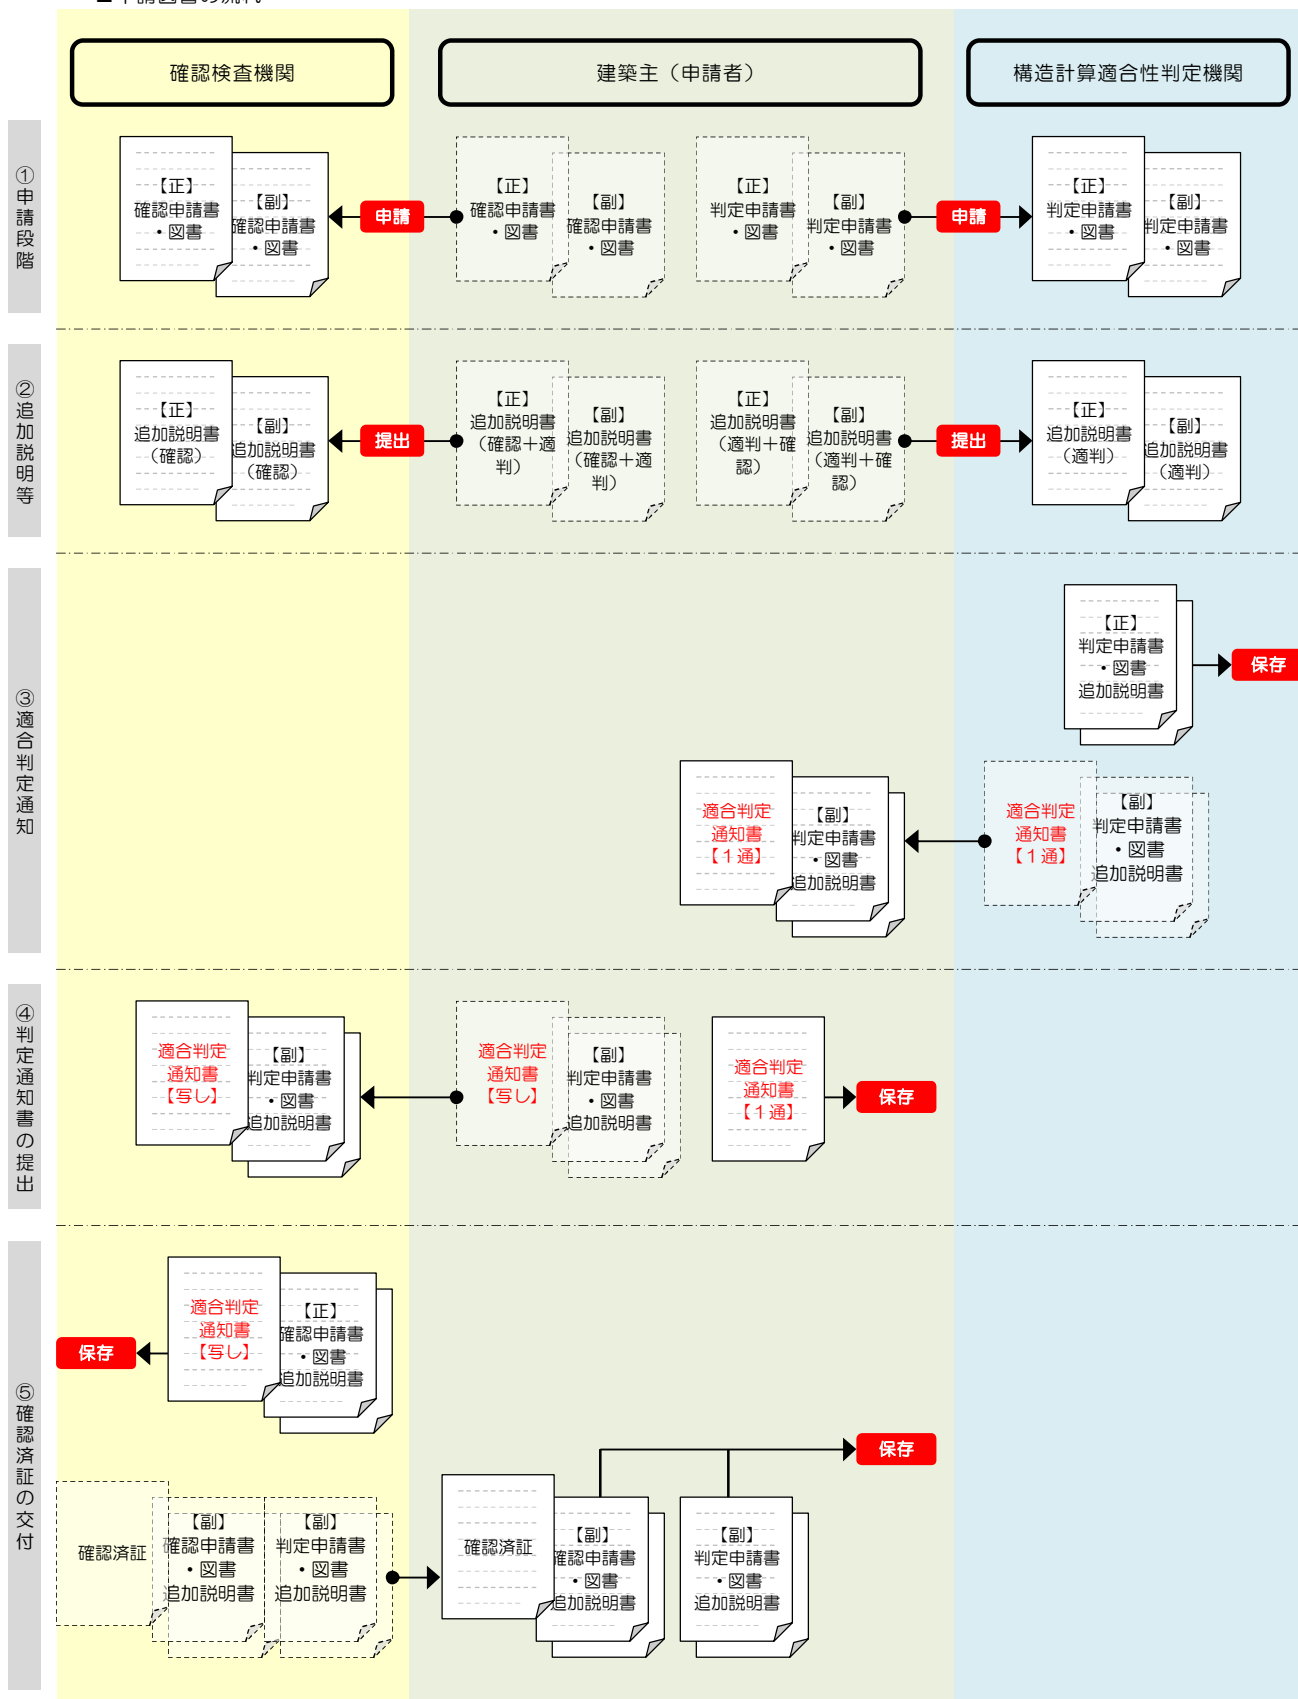 ■申請図書の流れ
確認検査機関
建築主（申請者）
構造計算適合性判定機関
①申請段階
【正】
確認申請書
・図書
【副】
確認申請書
・図書
申請
【正】
確認申請書
・図書
【副】
確認申請書
・図書
【正】
判定申請書
・図書
【副】
判定申請書
・図書
申請
【正】
判定申請書
・図書
【副】
判定申請書
・図書
②追加説明等
【正】
追加説明書
（確認）
【副】
追加説明書
（確認）
提出
【正】
追加説明書
（確認＋適
判）
【副】
追加説明書
（確認＋適
判）
【正】
追加説明書
（適判＋確
認）
【副】
追加説明書
（適判＋確
認）
提出
【正】
追加説明書
（適判）
【副】
追加説明書
（適判）
③適合判定通知
【正】
判定申請書
・図書
追加説明書
保存
適合判定
通知書
【１通】
【副】
判定申請書
・図書
追加説明書
適合判定
通知書
【１通】
【副】
判定申請書
・図書
追加説明書
④判定通知書の提出
適合判定
通知書
【写し】
【副】
判定申請書
・図書
追加説明書
適合判定
通知書
【写し】
【副】
判定申請書
・図書
追加説明書
適合判定
通知書
【１通】
保存
⑤確認済証の交付
保存
適合判定
通知書
【写し】
【正】
確認申請書
・図書
追加説明書
保存
確認済証
【副】
確認申請書
・図書
追加説明書
【副】
判定申請書
・図書
追加説明書
確認済証
【副】
確認申請書
・図書
追加説明書
【副】
判定申請書
・図書
追加説明書